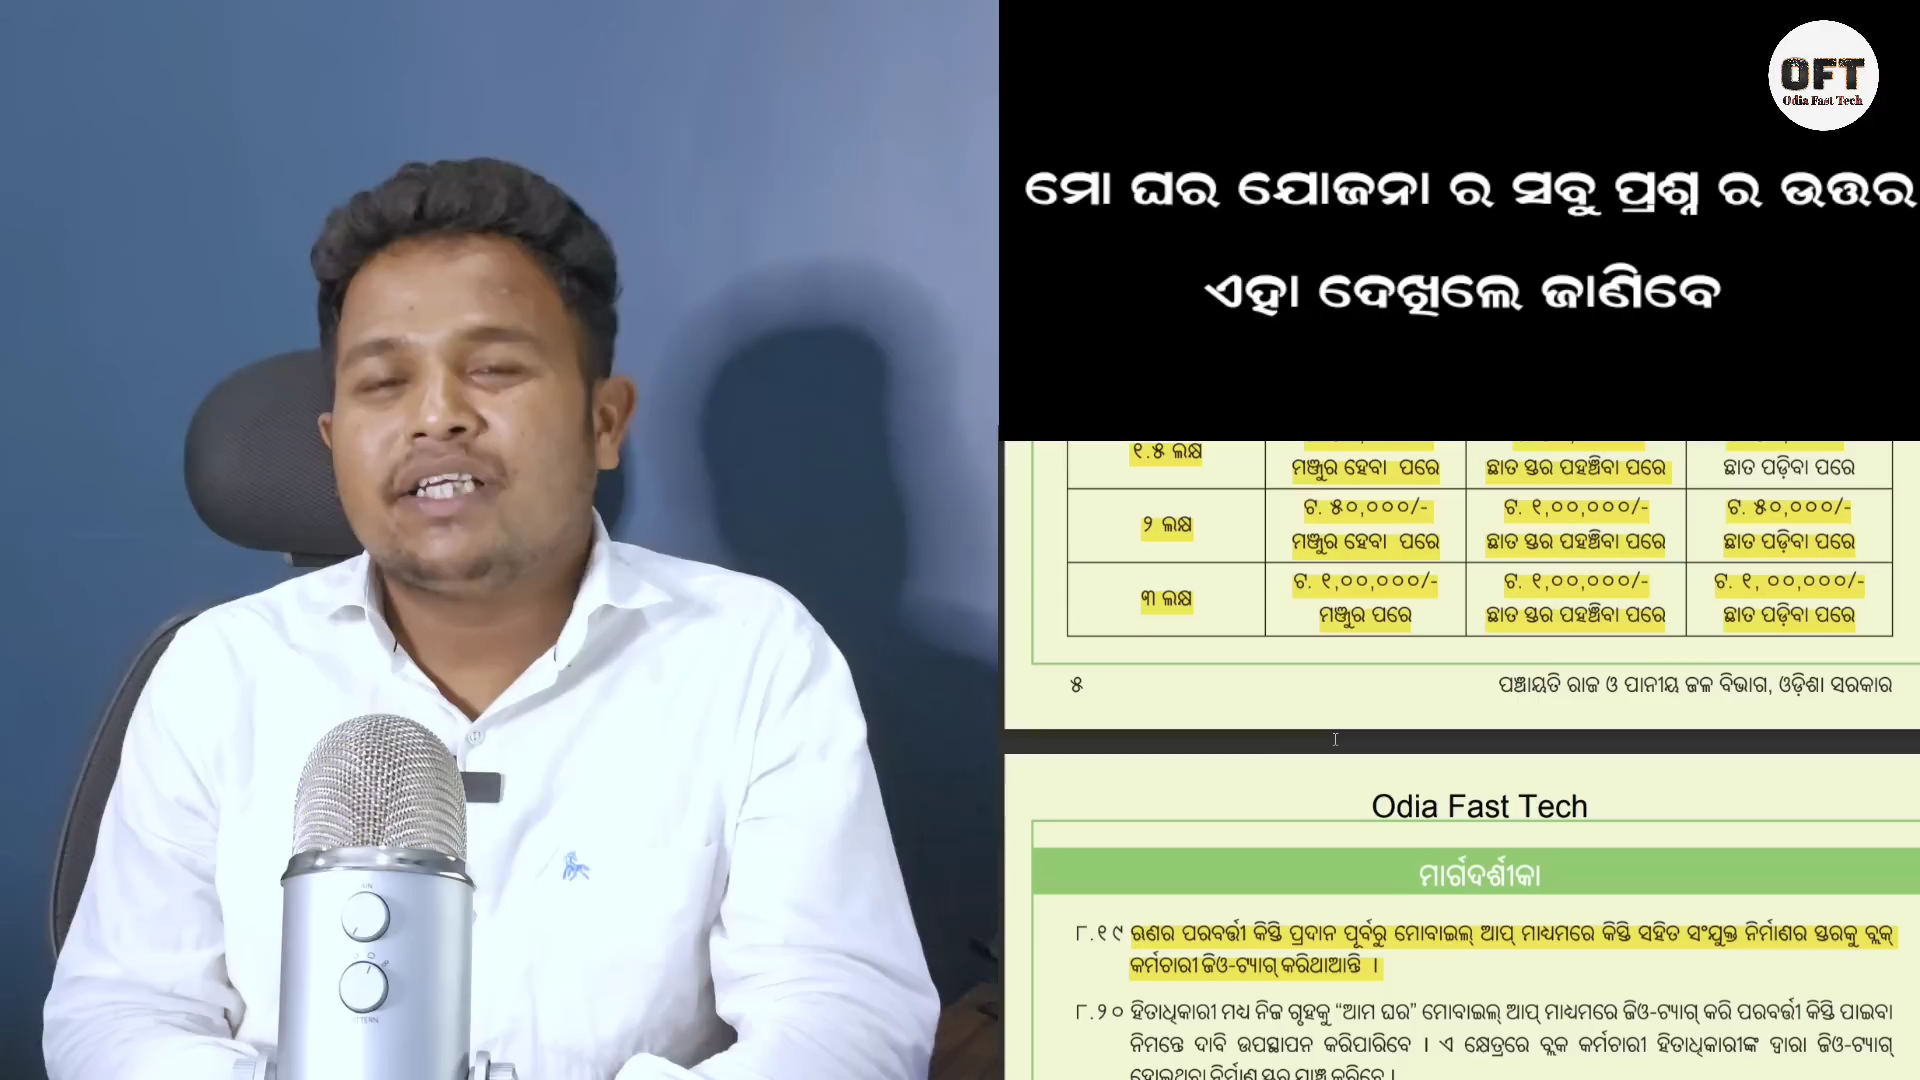 OFT
Odia Fast Tech
ମୋ ଘର ଯୋଜନା ର ସବୁ ପ୍ରଶ୍ନ ର ଉତ୍ତର
ଏହା ଦେଖିଲେ ଜାଣିବେ
୧.୫ ଲକ୍ଷ
ମଞ୍ଜୁର ହେବା ପରେ
ଛାତ ସ୍ତର ପହଞ୍ଚିବା ପରେ
ଛାତ ପଡ଼ିବା ପରେ
୨ ଲକ୍ଷ
ଟ. ୫୦,୦୦୦/-
ମଞ୍ଜୁର ହେବା ପରେ
ଟ. ୧,୦୦,୦୦୦/-
ଛାତ ସ୍ତର ପହଞ୍ଚିବା ପରେ
ଟ. ୫୦,୦୦୦/-
ଛାତ ପଡ଼ିବା ପରେ
୩ ଲକ୍ଷ
ଟ. ୧,୦୦,୦୦୦/-
ମଞ୍ଜୁର ପରେ
ଟ. ୧,୦୦,୦୦୦/-
ଛାତ ସ୍ତର ପହଞ୍ଚିବା ପରେ
ଟ. ୧, ୦୦,୦୦୦/-
ଛାତ ପଡ଼ିବା ପରେ
୫
ପଞ୍ଚାୟତି ରାଜ ଓ ପାନୀୟ ଜଳ ବିଭାଗ, ଓଡ଼ିଶା ସରକାର
Odia Fast Tech
ମାର୍ଗଦର୍ଶୀକା
୮.୧୯ ଋଣର ପରବର୍ତ୍ତୀ କିସ୍ତି ପ୍ରଦାନ ପୂର୍ବରୁ ମୋବାଇଲ୍ ଆପ୍ ମାଧ୍ୟମରେ କିସ୍ତି ସହିତ ସଂଯୁକ୍ତ ନିର୍ମାଣର ସ୍ତରକୁ ବ୍ଲକ୍
କର୍ମଚାରୀ ଜିଓ-ଟ୍ୟାଗ୍ କରିଥାଆନ୍ତି ।
୮.୨୦ ହିତାଧିକାରୀ ମଧ୍ୟ ନିଜ ଗୃହକୁ “ଆମ ଘର” ମୋବାଇଲ୍ ଆପ୍ ମାଧ୍ୟମରେ ଜିଓ-ଟ୍ୟାଗ୍ କରି ପରବର୍ତ୍ତୀ କିସ୍ତି ପାଇବା
ନିମନ୍ତେ ଦାବି ଉପସ୍ଥାପନ କରିପାରିବେ । ଏ କ୍ଷେତ୍ରରେ ବ୍ଲକ କର୍ମଚାରୀ ହିତାଧିକାରୀଙ୍କ ଦ୍ୱାରା ଜିଓ-ଟ୍ୟାଗ୍